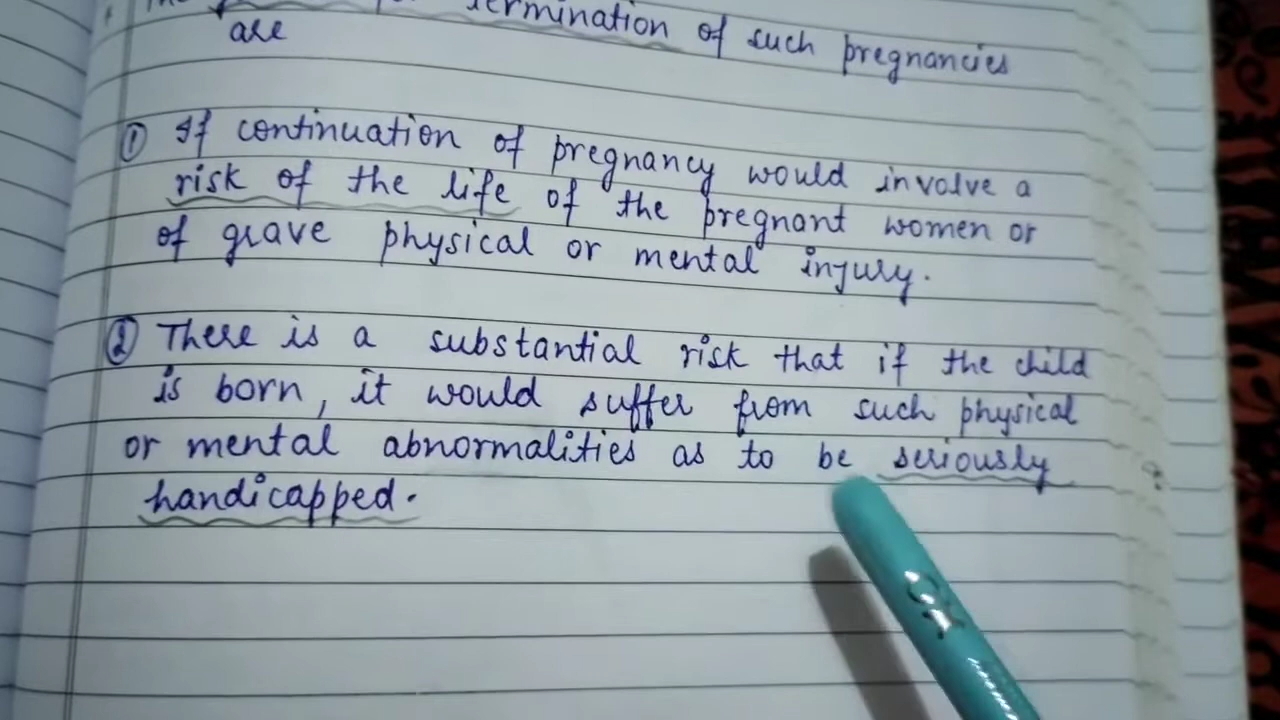 termination of such pregnancies
are
① If continuation of pregnancy would involve a
risk of the life of the pregnant women or
of grave physical or mental injury.
② There is a substantial risk that if the child
is born, it would suffer from such physical
or mental abnormalities as to be seriously
handicapped.